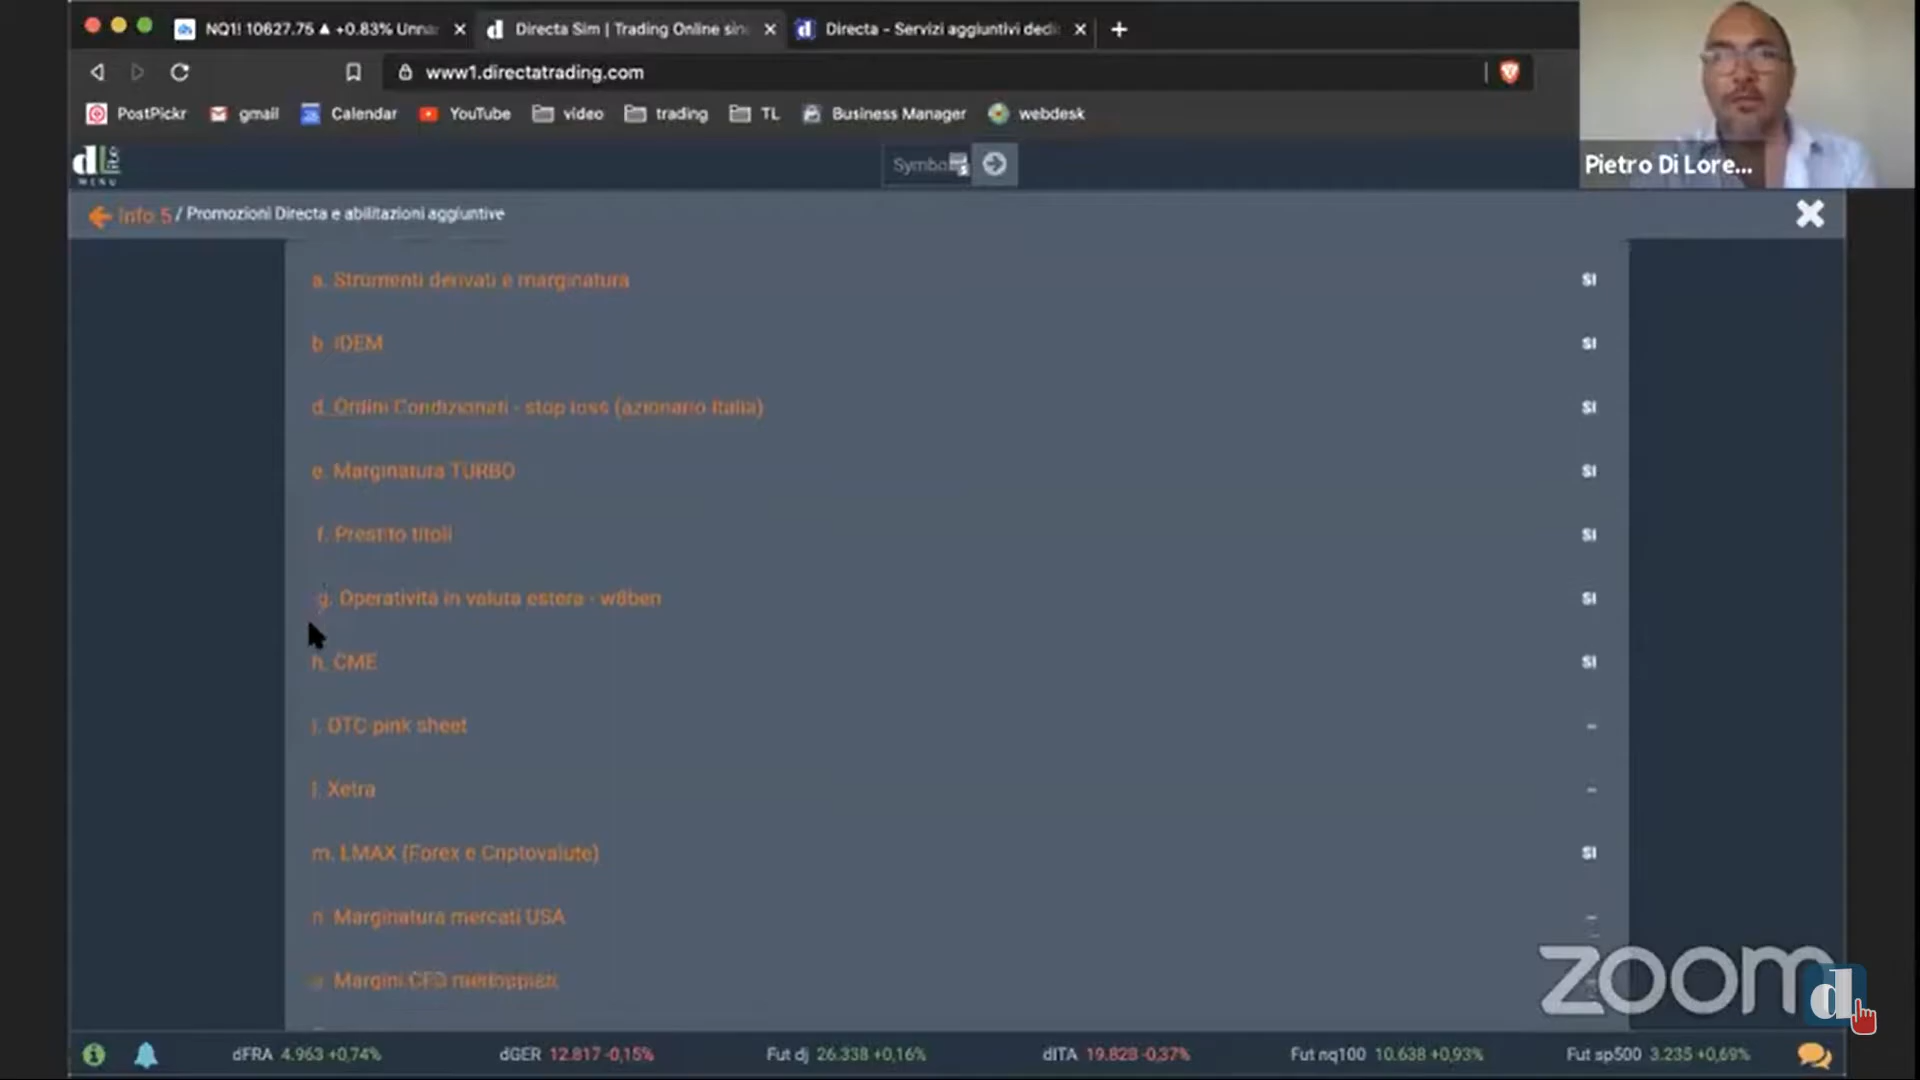 NQ1! 10627.75 ▲ +0.83% Unna
Directa Sim | Trading Online sin
Directa - Servizi aggiuntivi dedi
www1.directatrading.com
PostPickr gmail Calendar YouTube video trading TL Business Manager webdesk
Pietro Di Lore...
dLite
MENU
Symbo
Info 5 / Promozioni Directa e abilitazioni aggiuntive
a. Strumenti derivati e marginatura SI
b. IDEM SI
d. Ordini Condizionati - stop loss (azionario Italia) SI
e. Marginatura TURBO SI
f. Prestito titoli SI
g. Operatività in valuta estera - w8ben SI
h. CME SI
i. OTC pink sheet -
l. Xetra -
m. LMAX (Forex e Criptovalute) SI
n. Marginatura mercati USA -
Margini CFD
zoom
d
dFRA 4.963 +0,74% dGER 12.817 -0,15% Fut dj 26.338 +0,16% dITA 19.828 -0,37% Fut nq100 10.638 +0,93% Fut sp500 3.235 +0,69%